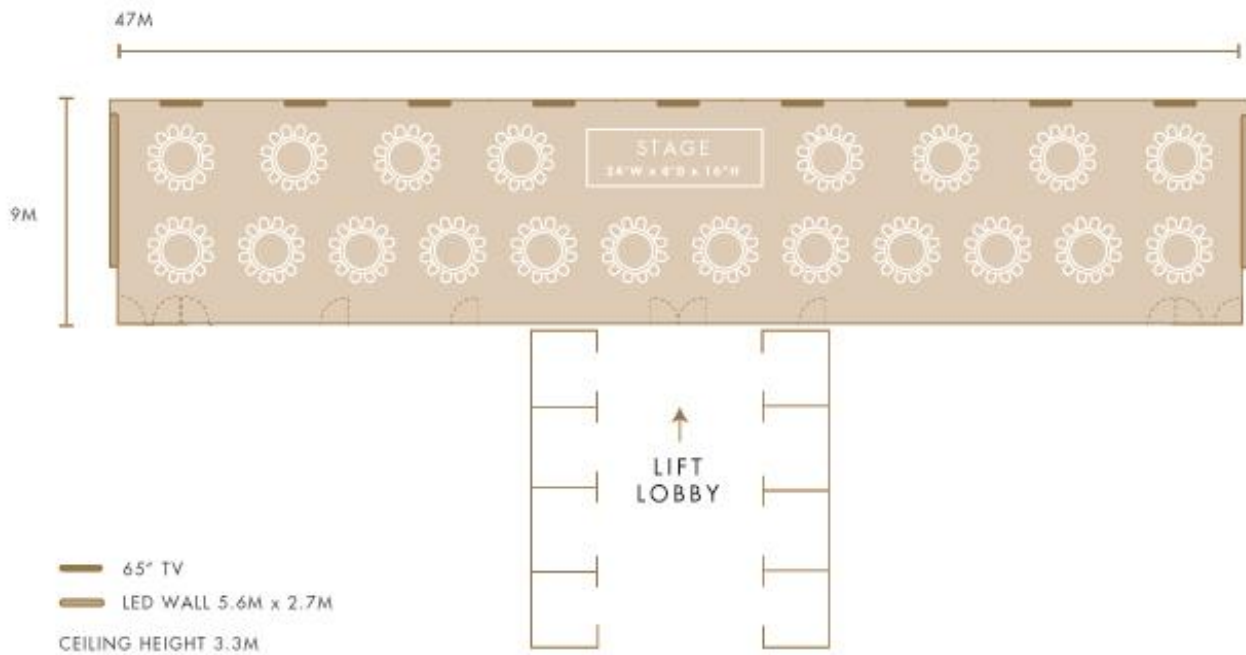 47M
9M
STAGE
LIFT
LOBBY
65" TV
LED WALL 5.6M x 2.7M
CEILING HEIGHT 3.3M